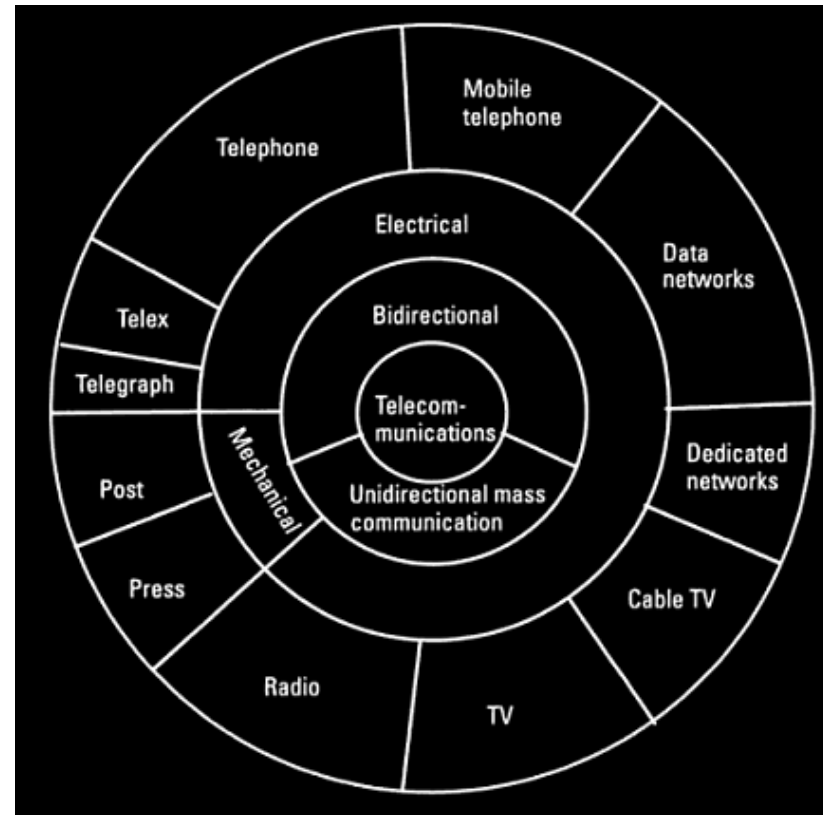 Mobile
telephone
Telephone
Electrical
Data
networks
Bidirectional
Telex
Telegraph
Telecom-
munications
Mechanical
Dedicated
networks
Post
Unidirectional mass
communication
Press
Cable TV
Radio
TV